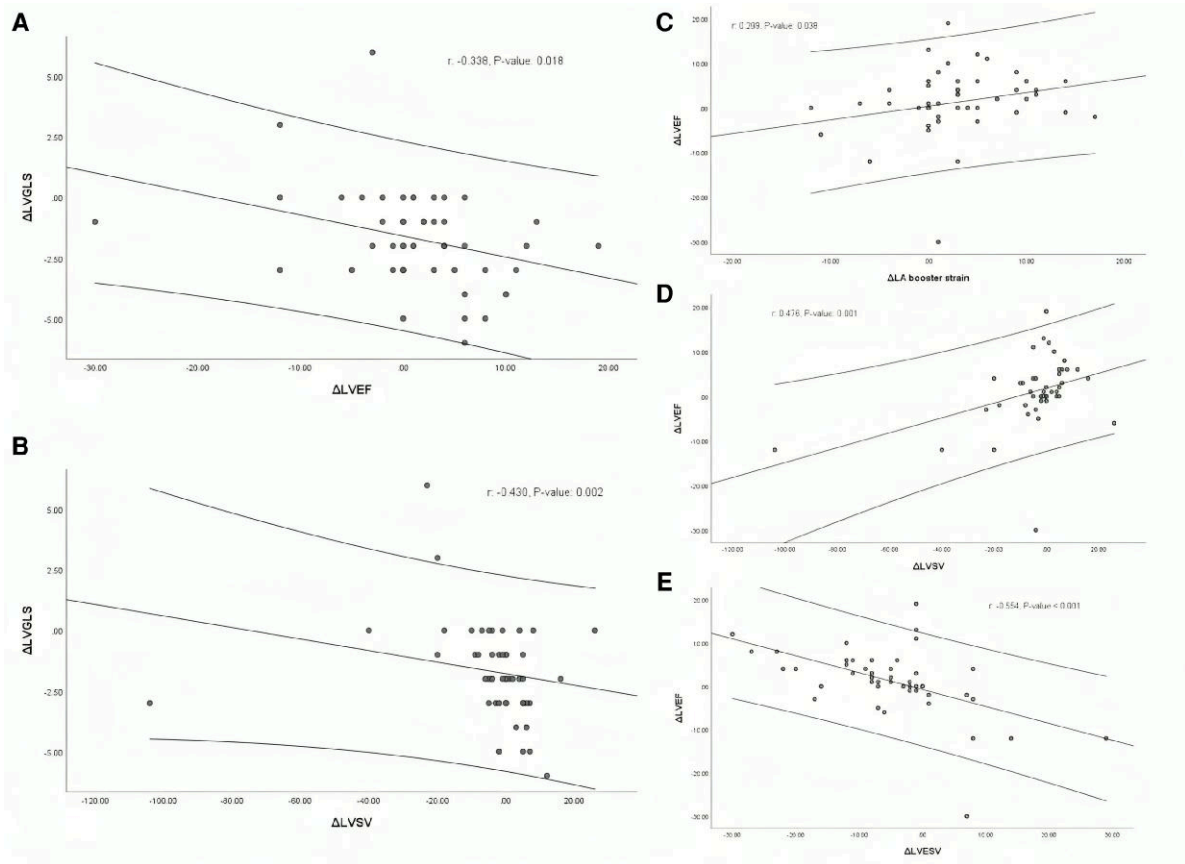 A
r: -0.338, P-value: 0.018
5.00
2.50
.00
-2.50
-5.00
ΔLVGLS
-30.00 -20.00 -10.00 .00 10.00 20.00
ΔLVEF
B
r: -0.430, P-value: 0.002
5.00
2.50
.00
-2.50
-5.00
ΔLVGLS
-120.00 -100.00 -80.00 -60.00 -40.00 -20.00 .00 20.00
ΔLVSV
C
r: 0.299, P-value: 0.038
20.00
10.00
.00
-10.00
-20.00
-30.00
ΔLVEF
-20.00 -10.00 .00 10.00 20.00
ΔLA booster strain
D
r: 0.476, P-value: 0.001
20.00
10.00
.00
-10.00
-20.00
-30.00
ΔLVEF
-120.00 -100.00 -80.00 -60.00 -40.00 -20.00 .00 20.00
ΔLVSV
E
r: -0.554, P-value < 0.001
20.00
10.00
.00
-10.00
-20.00
-30.00
ΔLVEF
-20.00 -10.00 .00 10.00 20.00
ΔLVESV